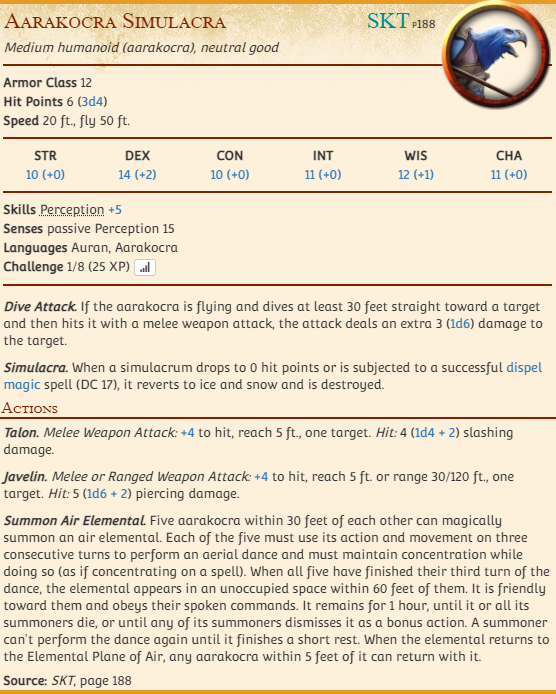 Aarakocra Simulacra SKT p188
Medium humanoid (aarakocra), neutral good
Armor Class 12
Hit Points 6 (3d4)
Speed 20 ft., fly 50 ft.
STR DEX CON INT WIS CHA
10 (+0) 14 (+2) 10 (+0) 11 (+0) 12 (+1) 11 (+0)
Skills Perception +5
Senses passive Perception 15
Languages Auran, Aarakocra
Challenge 1/8 (25 XP)
Dive Attack. If the aarakocra is flying and dives at least 30 feet straight toward a target
and then hits it with a melee weapon attack, the attack deals an extra 3 (1d6) damage to
the target.
Simulacra. When a simulacrum drops to 0 hit points or is subjected to a successful dispel
magic spell (DC 17), it reverts to ice and snow and is destroyed.
Actions
Talon. Melee Weapon Attack: +4 to hit, reach 5 ft., one target. Hit: 4 (1d4 + 2) slashing
damage.
Javelin. Melee or Ranged Weapon Attack: +4 to hit, reach 5 ft. or range 30/120 ft., one
target. Hit: 5 (1d6 + 2) piercing damage.
Summon Air Elemental. Five aarakocra within 30 feet of each other can magically
summon an air elemental. Each of the five must use its action and movement on three
consecutive turns to perform an aerial dance and must maintain concentration while
doing so (as if concentrating on a spell). When all five have finished their third turn of the
dance, the elemental appears in an unoccupied space within 60 feet of them. It is friendly
toward them and obeys their spoken commands. It remains for 1 hour, until it or all its
summoners die, or until any of its summoners dismisses it as a bonus action. A summoner
can't perform the dance again until it finishes a short rest. When the elemental returns to
the Elemental Plane of Air, any aarakocra within 5 feet of it can return with it.
Source: SKT, page 188